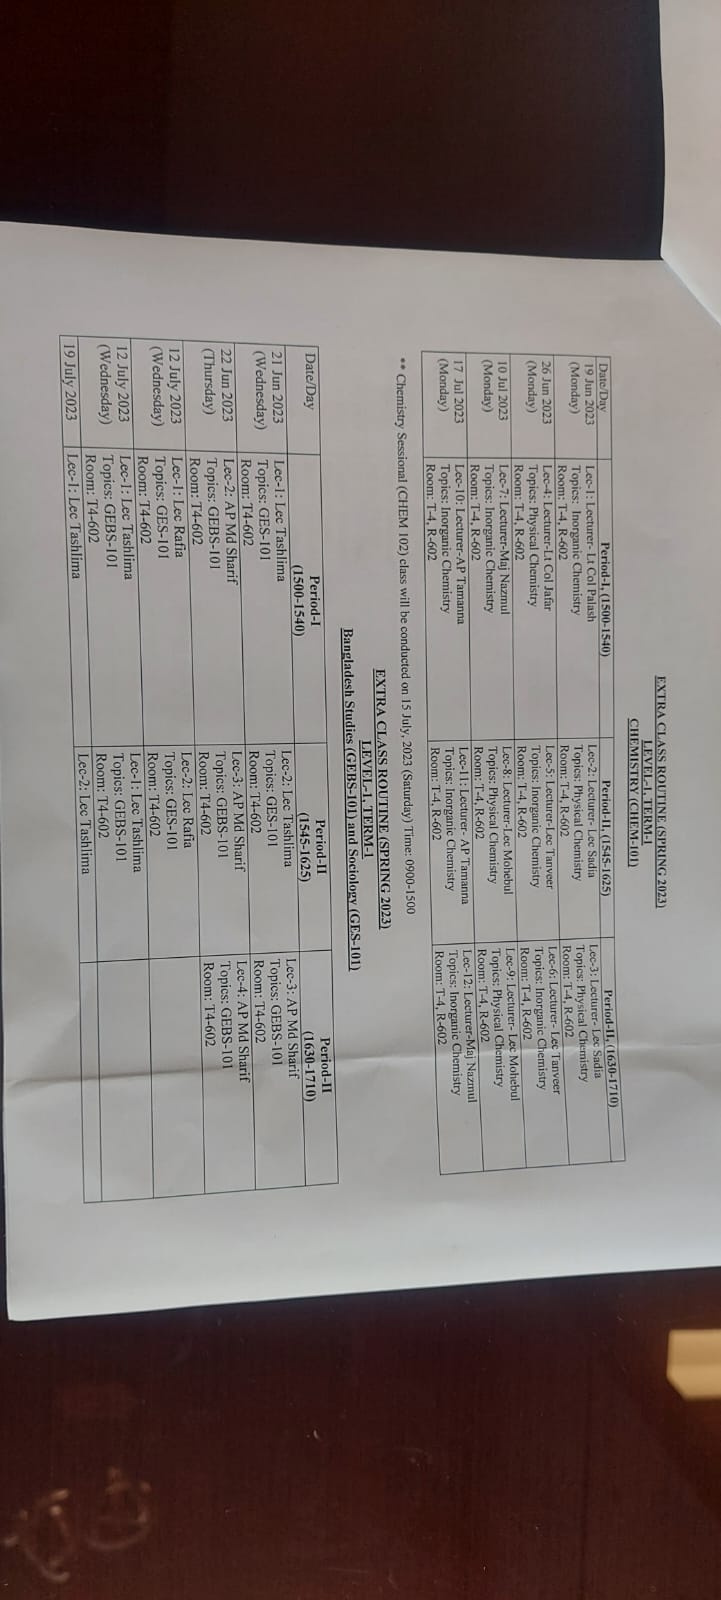 EXTRA CLASS ROUTINE (SPRING 2023)
LEVEL-1, TERM-1
CHEMISTRY (CHEM-101)
Date/Day Period-I, (1500-1540) Period-II, (1545-1625) Period-II, (1630-1710)
19 Jun 2023 Lec-1: Lecturer- Lt Col Palash Lec-2: Lecturer- Lec Sadia Lec-3: Lecturer- Lec Sadia
(Monday) Topics: Inorganic Chemistry Topics: Physical Chemistry Topics: Physical Chemistry
Room: T-4, R-602 Room: T-4, R-602 Room: T-4, R-602
26 Jun 2023 Lec-4: Lecturer-Lt Col Jafar Lec-5: Lecturer-Lec Tanveer Lec-6: Lecturer- Lec Tanveer
(Monday) Topics: Physical Chemistry Topics: Inorganic Chemistry Topics: Inorganic Chemistry
Room: T-4, R-602 Room: T-4, R-602 Room: T-4, R-602
10 Jul 2023 Lec-7: Lecturer-Maj Nazmul Lec-8: Lecturer-Lec Mohebul Lec-9: Lecturer- Lec Mohebul
(Monday) Topics: Inorganic Chemistry Topics: Physical Chemistry Topics: Physical Chemistry
Room: T-4, R-602 Room: T-4, R-602 Room: T-4, R-602
17 Jul 2023 Lec-10: Lecturer-AP Tamanna Lec-11: Lecturer- AP Tamanna Lec-12: Lecturer-Maj Nazmul
(Monday) Topics: Inorganic Chemistry Topics: Inorganic Chemistry Topics: Inorganic Chemistry
Room: T-4, R-602 Room: T-4, R-602 Room: T-4, R-602
** Chemistry Sessional (CHEM 102) class will be conducted on 15 July, 2023 (Saturday) Time: 0900-1500
EXTRA CLASS ROUTINE (SPRING 2023)
LEVEL-1, TERM-1
Bangladesh Studies (GEBS-101) and Sociology (GES-101)
Date/Day Period-I Period-II Period-II
(1500-1540) (1545-1625) (1630-1710)
21 Jun 2023 Lec-1: Lec Tashlima Lec-2: Lec Tashlima Lec-3: AP Md Sharif
(Wednesday) Topics: GES-101 Topics: GES-101 Topics: GEBS-101
Room: T4-602 Room: T4-602 Room: T4-602
22 Jun 2023 Lec-2: AP Md Sharif Lec-3: AP Md Sharif Lec-4: AP Md Sharif
(Thursday) Topics: GEBS-101 Topics: GEBS-101 Topics: GEBS-101
Room: T4-602 Room: T4-602 Room: T4-602
12 July 2023 Lec-1: Lec Rafia Lec-2: Lec Rafia
(Wednesday) Topics: GES-101 Topics: GES-101
Room: T4-602 Room: T4-602
12 July 2023 Lec-1: Lec Tashlima Lec-1: Lec Tashlima
(Wednesday) Topics: GEBS-101 Topics: GEBS-101
Room: T4-602 Room: T4-602
19 July 2023 Lec-1: Lec Tashlima Lec-2: Lec Tashlima